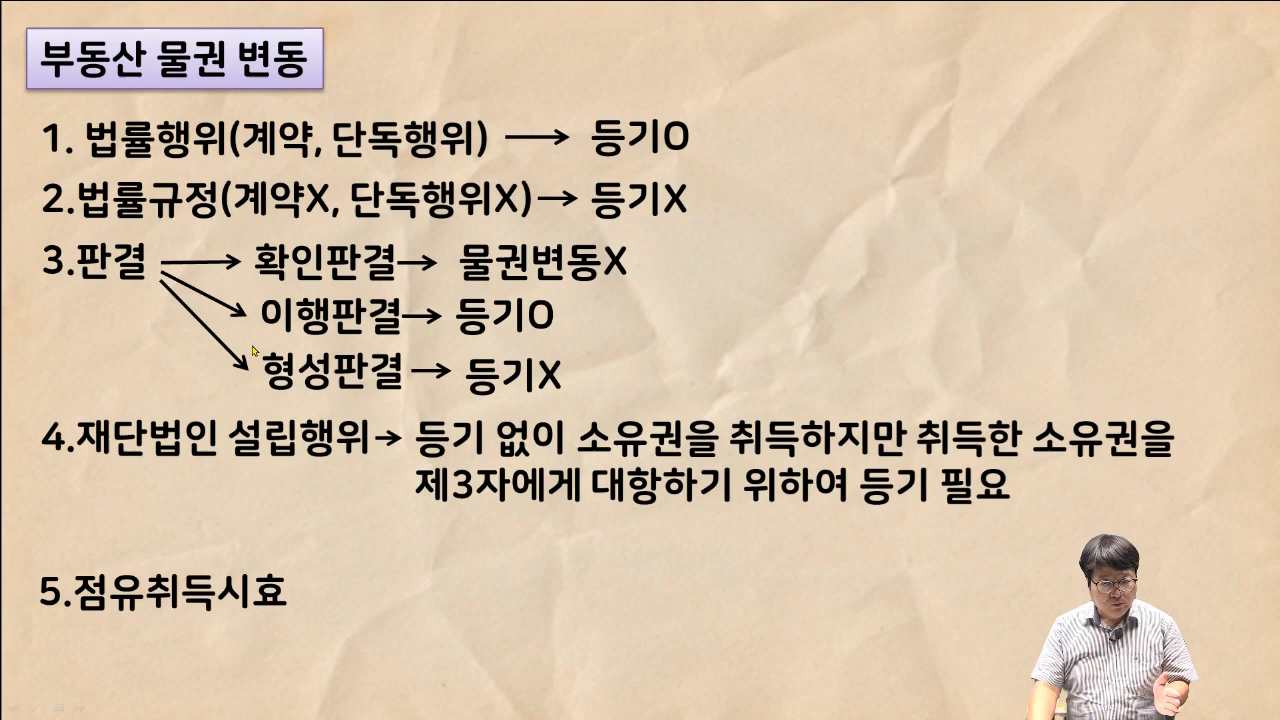 부동산 물권 변동
1. 법률행위(계약, 단독행위) → 등기O
2.법률규정(계약X, 단독행위X)→ 등기X
3.판결 → 확인판결→ 물권변동X
이행판결→ 등기O
형성판결 → 등기X
4.재단법인 설립행위→ 등기 없이 소유권을 취득하지만 취득한 소유권을
제3자에게 대항하기 위하여 등기 필요
5.점유취득시효